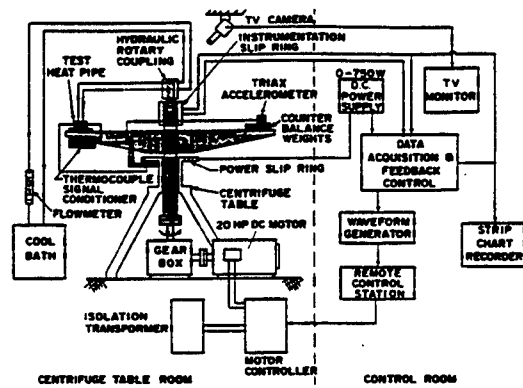 TV CAMERA
HYDRAULIC
ROTARY
COUPLING
INSTRUMENTATION
SLIP RING
TEST
HEAT PIPE
TRIAX
ACCELEROMETER
0-750W
D.C.
POWER
SUPPLY
TV
MONITOR
COUNTER
BALANCE
WEIGHTS
DATA
ACQUISITION &
FEEDBACK
CONTROL
POWER SLIP RING
THERMOCOUPLE
SIGNAL
CONDITIONER
FLOWMETER
CENTRIFUGE
TABLE
20 HP DC MOTOR
WAVEFORM
GENERATOR
STRIP
CHART
RECORDER
COOL
BATH
GEAR
BOX
REMOTE
CONTROL
STATION
ISOLATION
TRANSFORMER
MOTOR
CONTROLLER
CENTRIFUGE TABLE ROOM
CONTROL ROOM